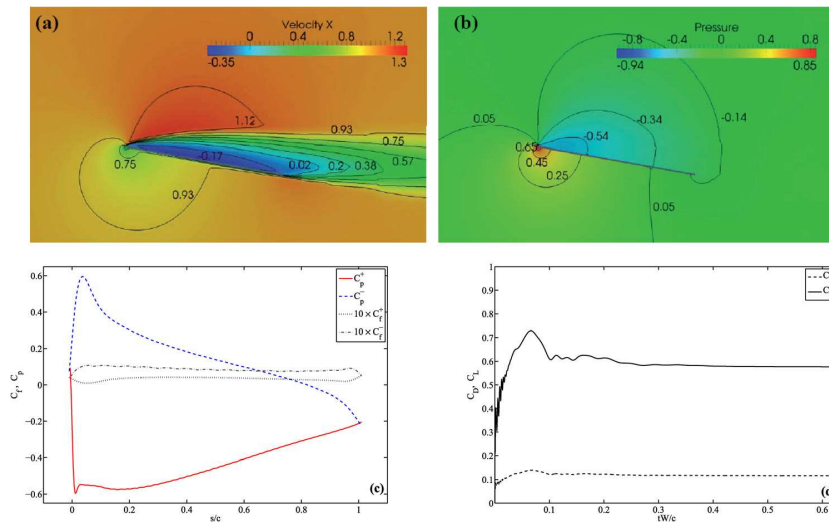 (a)
Velocity X
0 0.4 0.8 1.2
-0.35 1.3
1.12
0.93
0.75
0.75
-0.17
0.02
0.2
0.38
0.57
0.93
(b)
Pressure
-0.8 -0.4 0 0.4 0.8
-0.94 0.85
0.05
-0.34
-0.14
0.65
-0.54
0.45
0.25
0.05
C_p^+
C_p^-
10 × C_f^+
10 × C_f^-
0.6
0.4
0.2
0
-0.2
-0.4
-0.6
C_f, C_p
0 0.2 0.4 0.6 0.8 1
s/c
(c)
1
0.9
0.8
0.7
0.6
0.5
0.4
0.3
0.2
0.1
0
C_D, C_L
0 0.1 0.2 0.3 0.4 0.5
tW/c